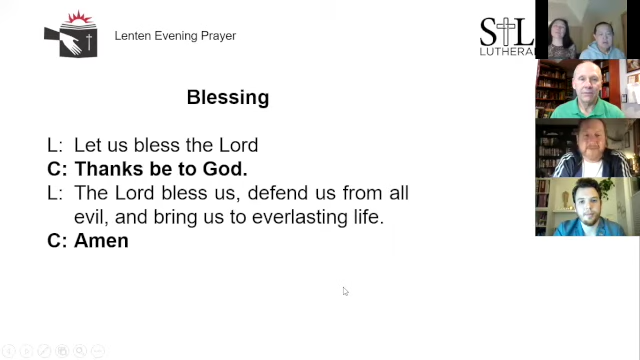 Lenten Evening Prayer
S L
LUTHERA
Blessing
L: Let us bless the Lord
C: Thanks be to God.
L: The Lord bless us, defend us from all
evil, and bring us to everlasting life.
C: Amen